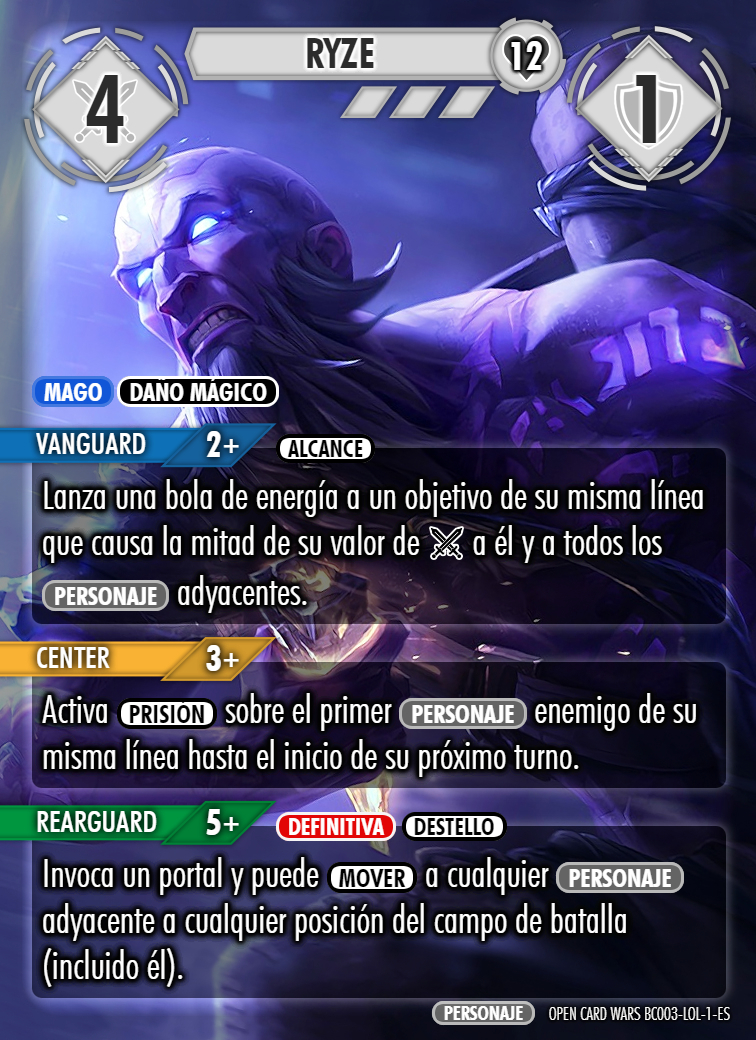 RYZE
12
4
1
MAGO DAÑO MÁGICO
VANGUARD 2+ ALCANCE
Lanza una bola de energía a un objetivo de su misma línea
que causa la mitad de su valor de a él y a todos los
PERSONAJE adyacentes.
CENTER 3+
Activa PRISIÓN sobre el primer PERSONAJE enemigo de su
misma línea hasta el inicio de su próximo turno.
REARGUARD 5+ DEFINITIVA DESTELLO
Invoca un portal y puede MOVER a cualquier PERSONAJE
adyacente a cualquier posición del campo de batalla
(incluido él).
PERSONAJE OPEN CARD WARS BC003-LOL-1-ES